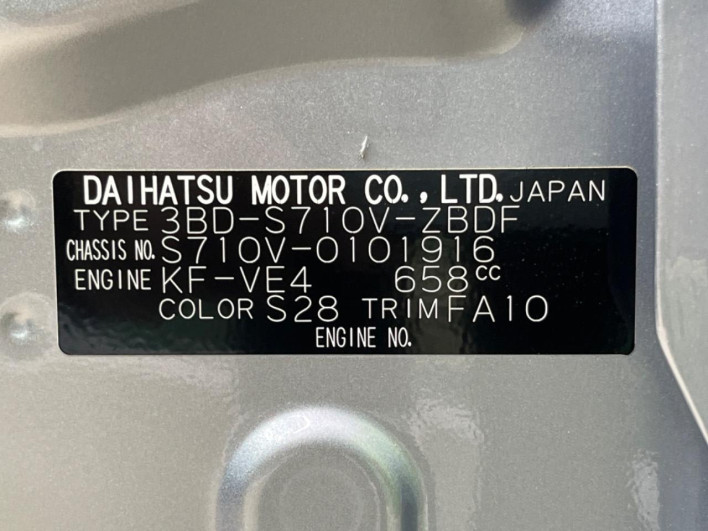 DAIHATSU MOTOR CO., LTD. JAPAN
TYPE 3BD-S710V-ZBDF
CHASSIS NO. S710V-0101916
ENGINE KF-VE4 658cc
COLOR S28 TRIM FA10
ENGINE NO.